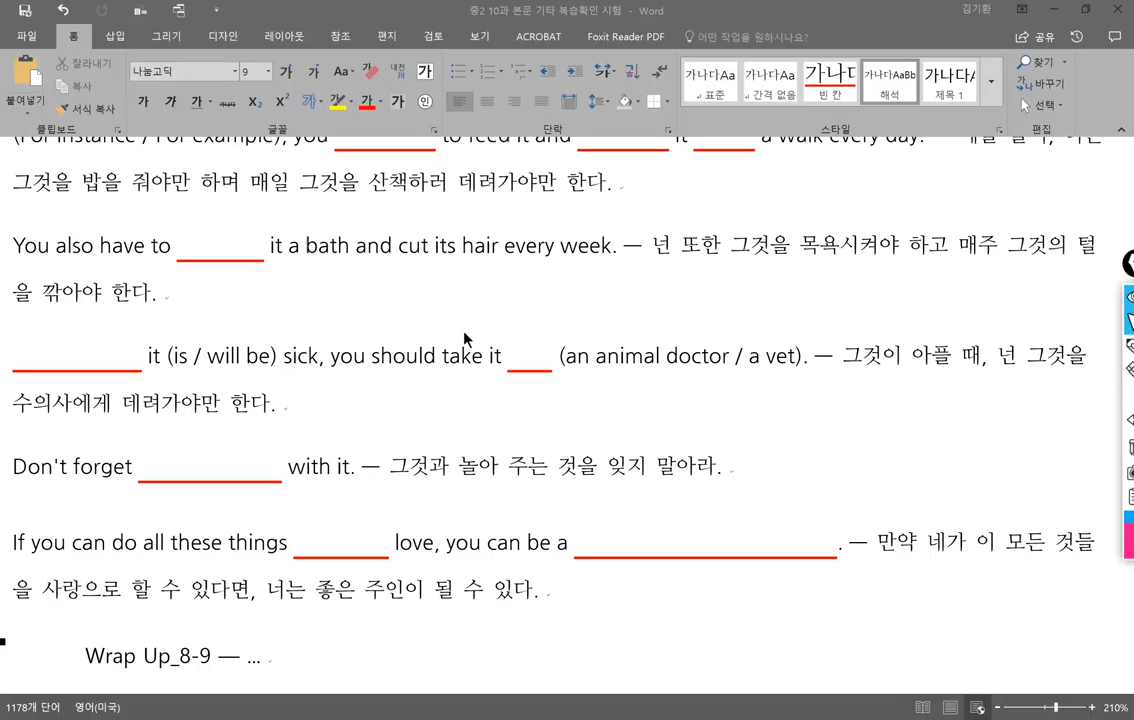 중2 10과 본문 기타 복습확인 시험 - Word
김기환
파일 홈 삽입 그리기 디자인 레이아웃 참조 편지 검토 보기 ACROBAT Foxit Reader PDF 어떤 작업을 원하시나요? 공유
붙여넣기
잘라내기
복사
서식 복사
나눔고딕 9
가나다Aa 가나다Aa 가나다 가나다AaBb 가나다A
표준 간격 없음 빈 칸 해석 제목 1
찾기
바꾸기
선택
클립보드 글꼴 단락 스타일 편집
(For instance / For example), you to feed it and it a walk every day.
그것을 밥을 줘야만 하며 매일 그것을 산책하러 데려가야만 한다.
You also have to it a bath and cut its hair every week. — 넌 또한 그것을 목욕시켜야 하고 매주 그것의 털
을 깎아야 한다.
it (is / will be) sick, you should take it (an animal doctor / a vet). — 그것이 아플 때, 넌 그것을
수의사에게 데려가야만 한다.
Don't forget with it. — 그것과 놀아 주는 것을 잊지 말아라.
If you can do all these things love, you can be a . — 만약 네가 이 모든 것들
을 사랑으로 할 수 있다면, 너는 좋은 주인이 될 수 있다.
Wrap Up_8-9 — ...
1178개 단어 영어(미국) 210%